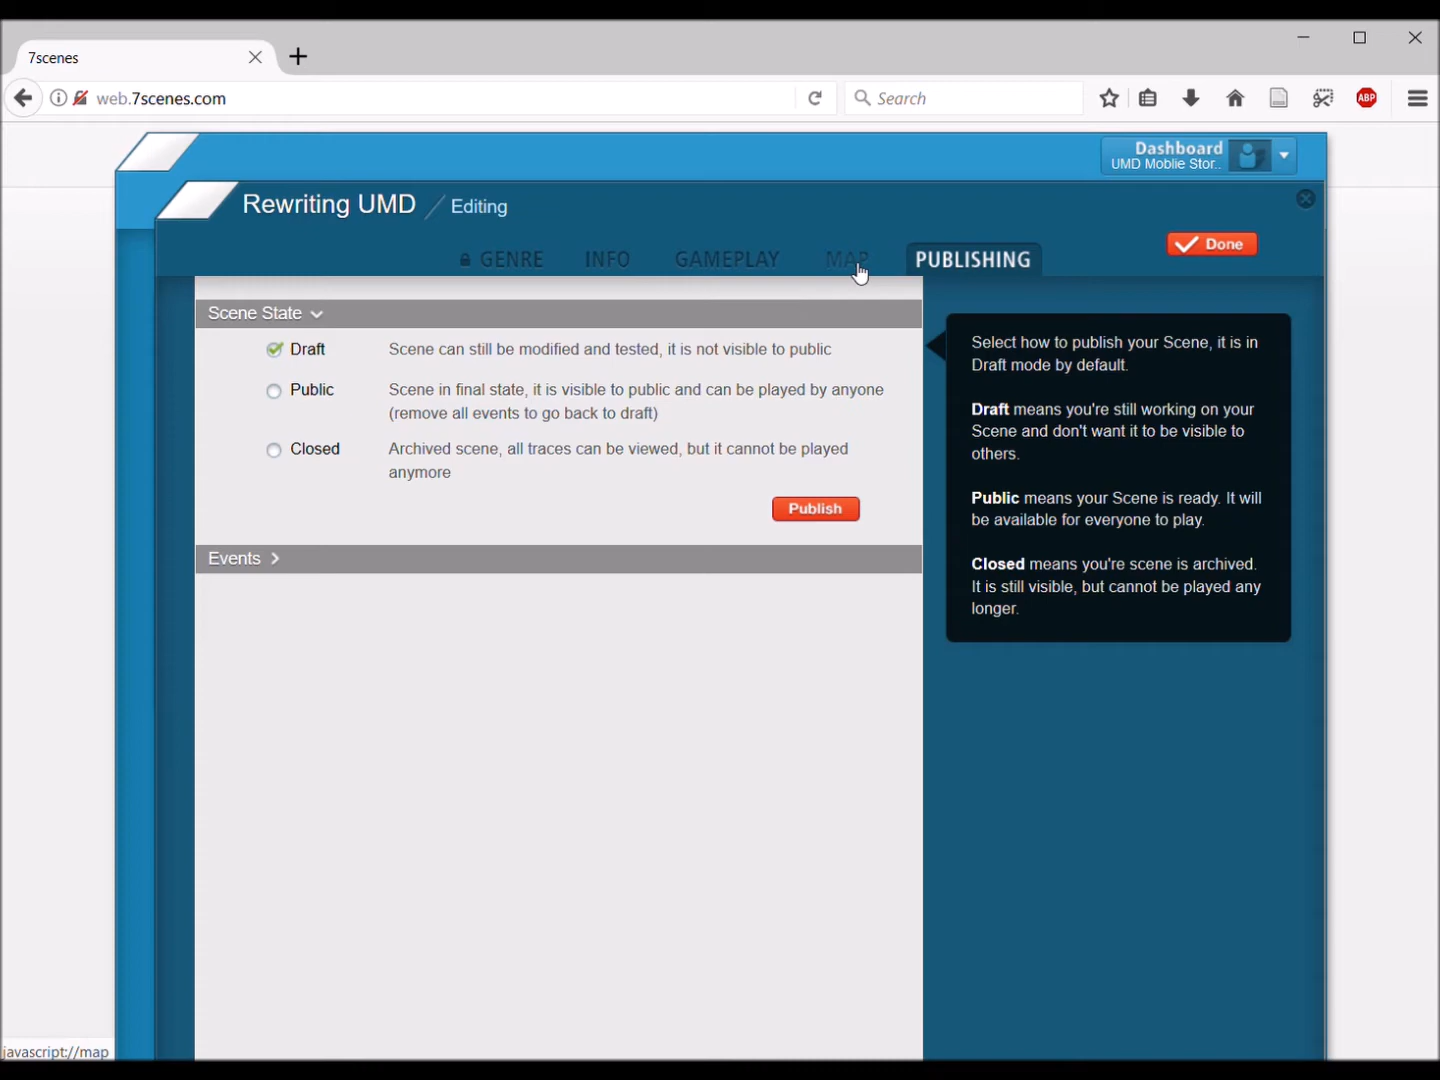 7scenes
web.7scenes.com
Search
ABP
Dashboard
UMD Moblie Stor..
Rewriting UMD
Editing
GENRE
INFO
GAMEPLAY
MAP
PUBLISHING
Done
Scene State
Draft
Scene can still be modified and tested, it is not visible to public
Public
Scene in final state, it is visible to public and can be played by anyone
(remove all events to go back to draft)
Closed
Archived scene, all traces can be viewed, but it cannot be played
anymore
Publish
Events
Select how to publish your Scene, it is in
Draft mode by default.
Draft means you're still working on your
Scene and don't want it to be visible to
others.
Public means your Scene is ready. It will
be available for everyone to play.
Closed means you're scene is archived.
It is still visible, but cannot be played any
longer.
javascript://map